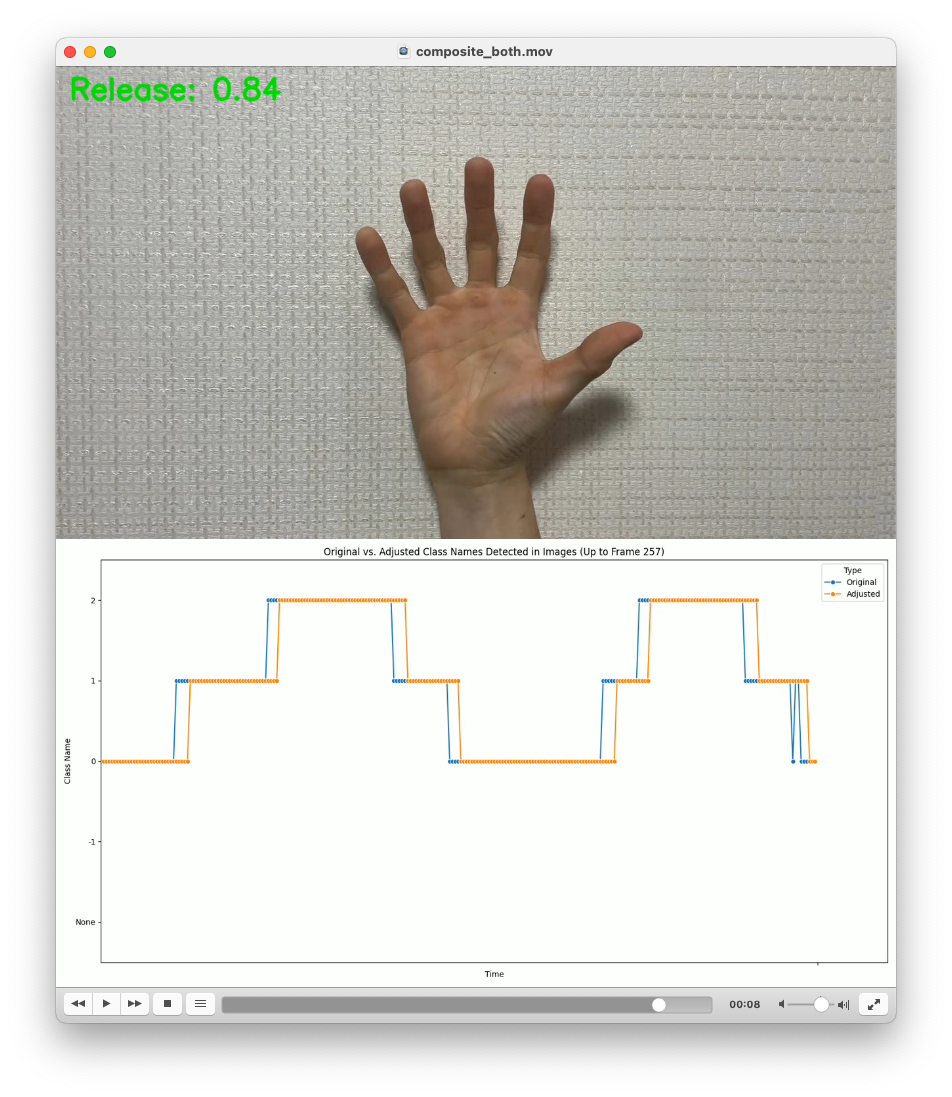 composite_both.mov
Release: 0.84
Original vs. Adjusted Class Names Detected in Images (Up to Frame 257)
Type
Original
Adjusted
2
1
0
-1
None
Class Name
Time
00:08